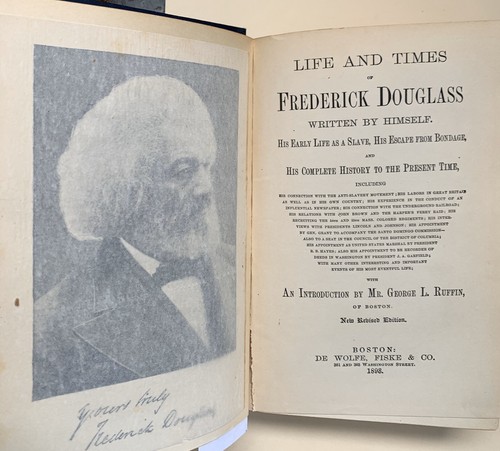 Yours truly
Frederick Douglass
LIFE AND TIMES
OF
FREDERICK DOUGLASS
WRITTEN BY HIMSELF.
HIS EARLY LIFE AS A SLAVE, HIS ESCAPE FROM BONDAGE,
AND
HIS COMPLETE HISTORY TO THE PRESENT TIME,
INCLUDING
HIS CONNECTION WITH THE ANTI-SLAVERY MOVEMENT; HIS LABORS IN GREAT BRITAIN
AS WELL AS IN HIS OWN COUNTRY; HIS EXPERIENCE IN THE CONDUCT OF AN
INFLUENTIAL NEWSPAPER; HIS CONNECTION WITH THE UNDERGROUND RAILROAD;
HIS RELATIONS WITH JOHN BROWN AND THE HARPER'S FERRY RAID; HIS
RECRUITING THE 54TH AND 55TH MASS. COLORED REGIMENTS; HIS INTER-
VIEWS WITH PRESIDENTS LINCOLN AND JOHNSON; HIS APPOINTMENT
BY GEN. GRANT TO ACCOMPANY THE SANTO DOMINGO COMMISSION—
ALSO TO A SEAT IN THE COUNCIL OF THE DISTRICT OF COLUMBIA;
HIS APPOINTMENT AS UNITED STATES MARSHAL BY PRESIDENT
R. B. HAYES; ALSO HIS APPOINTMENT TO BE RECORDER OF
DEEDS IN WASHINGTON BY PRESIDENT J. A. GARFIELD;
WITH MANY OTHER INTERESTING AND IMPORTANT
EVENTS OF HIS MOST EVENTFUL LIFE;
WITH
AN INTRODUCTION BY MR. GEORGE L. RUFFIN,
OF BOSTON.
New Revised Edition.
BOSTON:
DE WOLFE, FISKE & CO.
361 AND 365 WASHINGTON STREET.
1893.